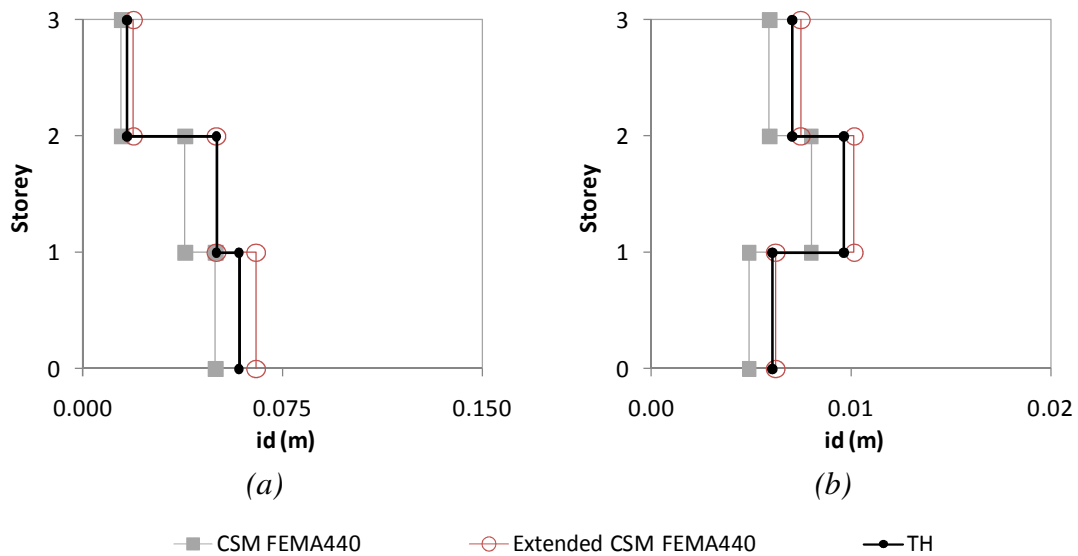 3
2
1
0
Storey
0.000 0.075 0.150
id (m)
(a)
3
2
1
0
Storey
0.00 0.01 0.02
id (m)
(b)
CSM FEMA440 Extended CSM FEMA440 TH